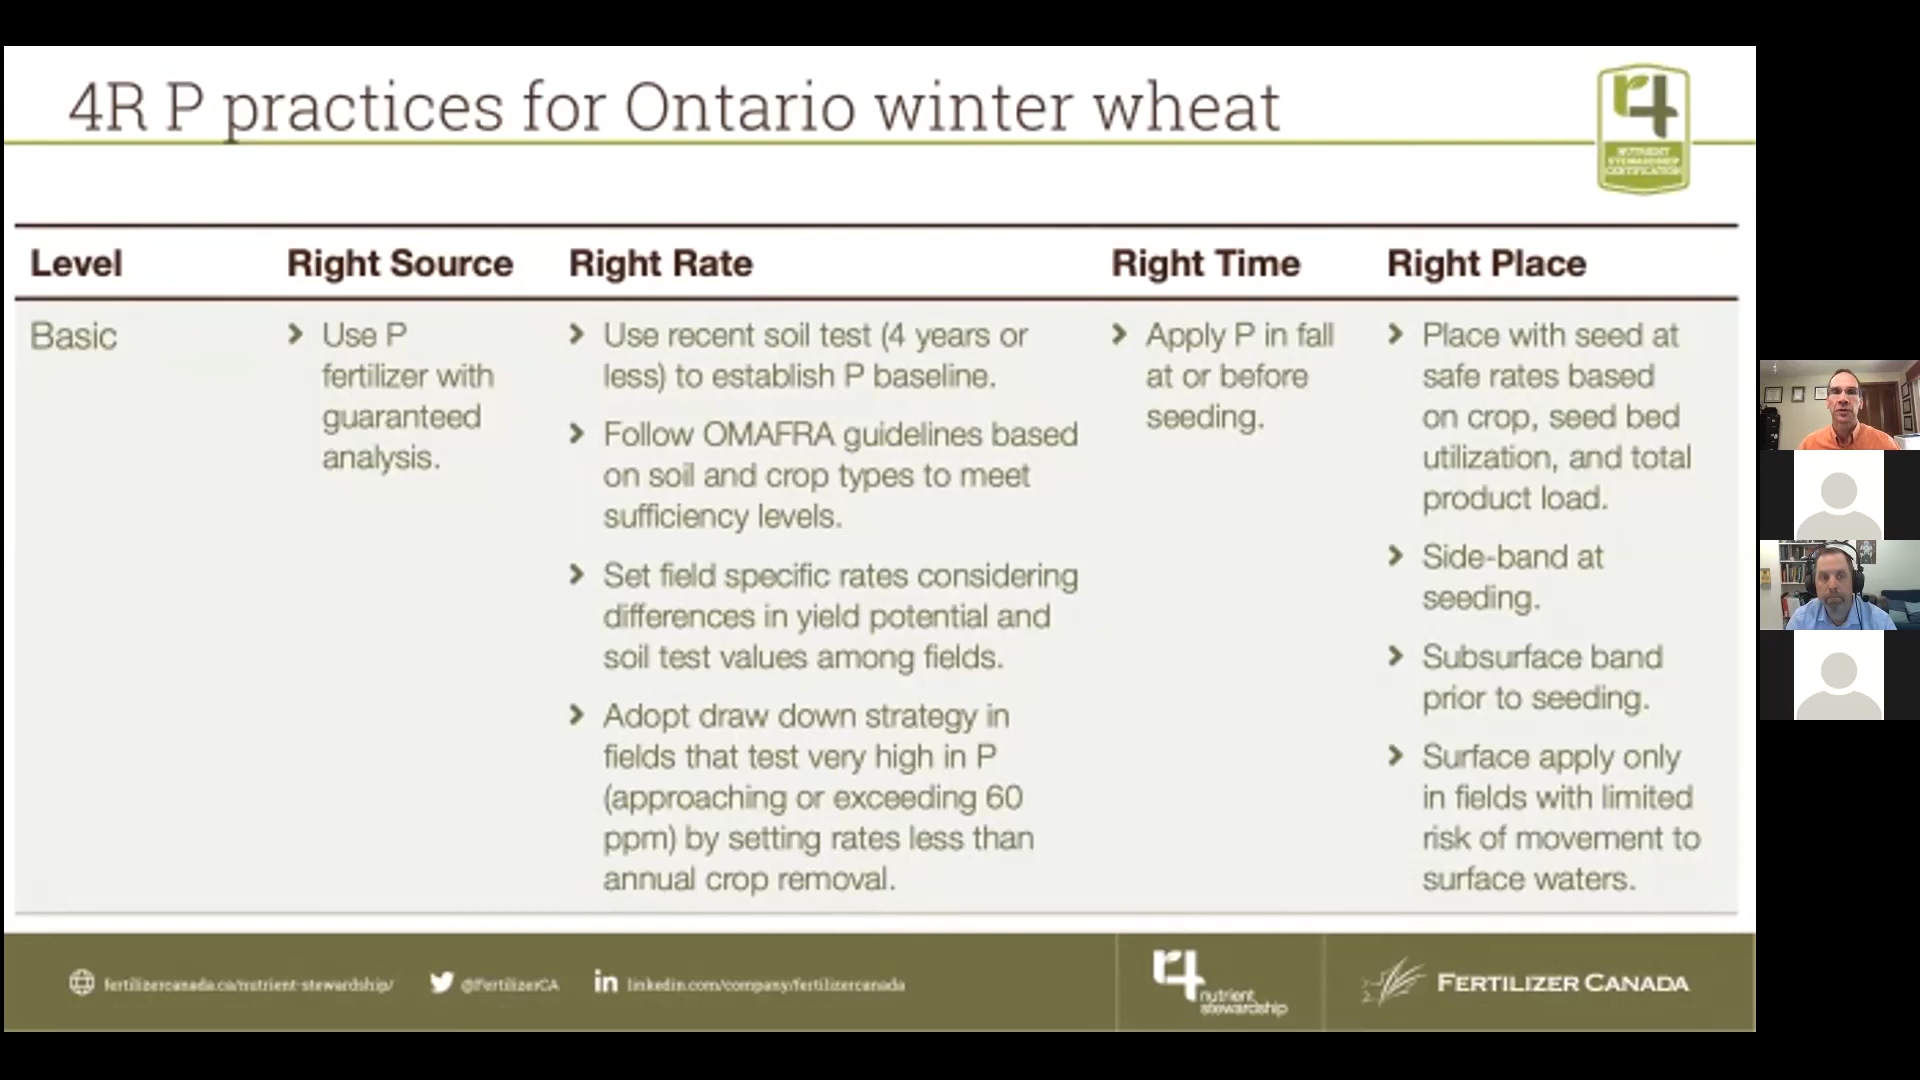 4R P practices for Ontario winter wheat
NUTRIENT
STEWARDSHIP
CERTIFICATION
Level
Right Source
Right Rate
Right Time
Right Place
Basic
Use P
fertilizer with
guaranteed
analysis.
Use recent soil test (4 years or
less) to establish P baseline.
Follow OMAFRA guidelines based
on soil and crop types to meet
sufficiency levels.
Set field specific rates considering
differences in yield potential and
soil test values among fields.
Adopt draw down strategy in
fields that test very high in P
(approaching or exceeding 60
ppm) by setting rates less than
annual crop removal.
Apply P in fall
at or before
seeding.
Place with seed at
safe rates based
on crop, seed bed
utilization, and total
product load.
Side-band at
seeding.
Subsurface band
prior to seeding.
Surface apply only
in fields with limited
risk of movement to
surface waters.
fertilizercanada.ca/nutrient-stewardship/
@FertilizerCA
in linkedin.com/company/fertilizercanada
r4 nutrient
stewardship
FERTILIZER CANADA